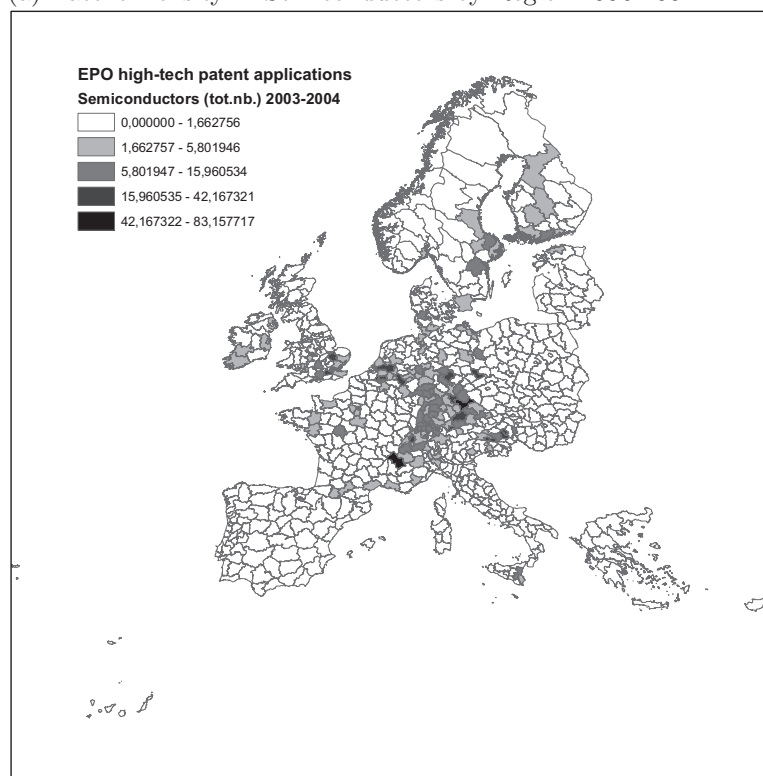 EPO high-tech patent applications
Semiconductors (tot.nb.) 2003-2004
0,000000 - 1,662756
1,662757 - 5,801946
5,801947 - 15,960534
15,960535 - 42,167321
42,167322 - 83,157717